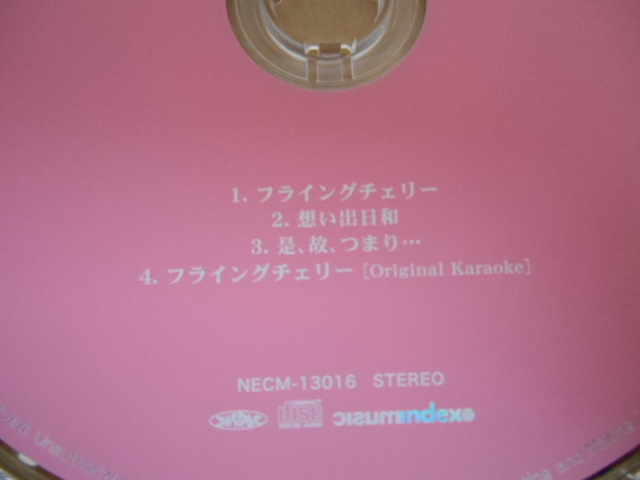 1. フライングチェリー
2. 想い出日和
3. 是、故、つまり…
4. フライングチェリー [Original Karaoke]
NECM-13016 STEREO